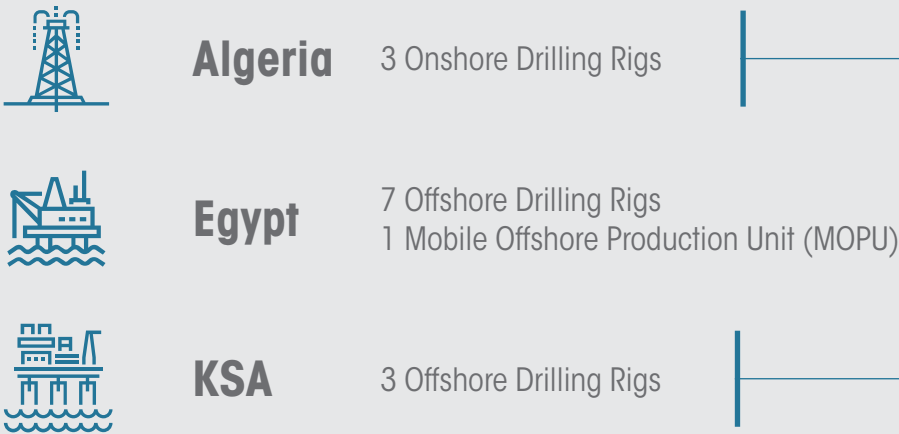 Algeria 3 Onshore Drilling Rigs
Egypt 7 Offshore Drilling Rigs
1 Mobile Offshore Production Unit (MOPU)
KSA 3 Offshore Drilling Rigs